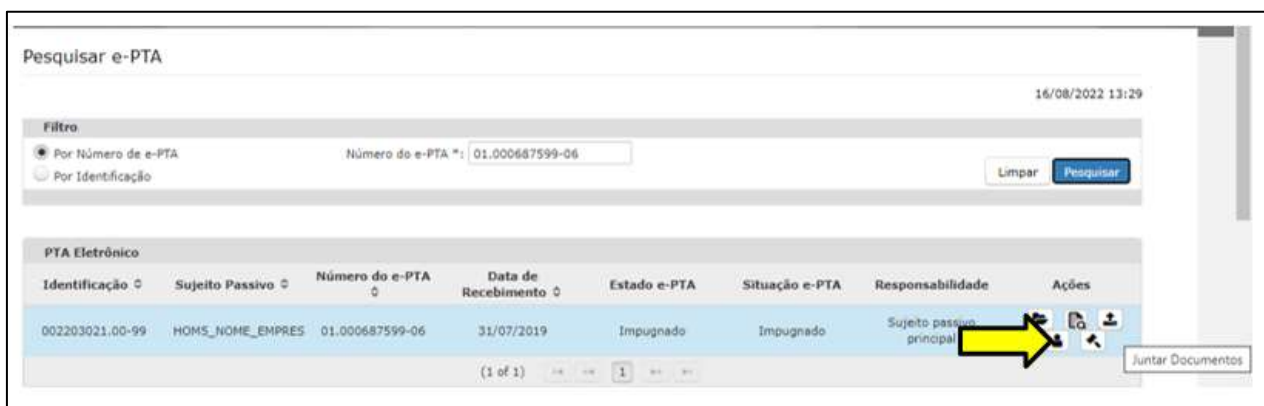 Pesquisar e-PTA
16/08/2022 13:29
Filtro
Por Número de e-PTA
Número do e-PTA *: 01.000687599-06
Por Identificação
Limpar Pesquisar
PTA Eletrônico
Identificação Sujeito Passivo Número do e-PTA Data de Recebimento Estado e-PTA Situação e-PTA Responsabilidade Ações
002203021.00-99 HOMS_NOME_EMPRES 01.000687599-06 31/07/2019 Impugnado Impugnado Sujeito passivo principal
Juntar Documentos
(1 of 1) 1